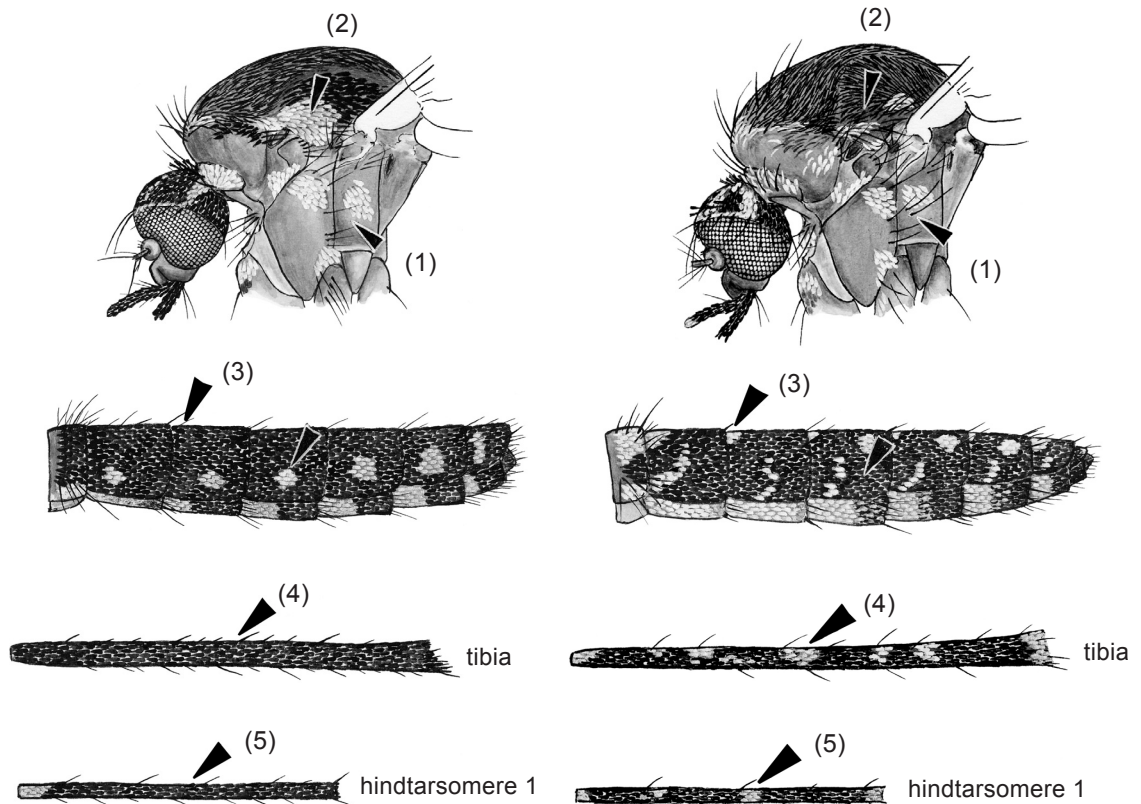 (2)
(2)
(1)
(1)
(3)
(3)
(4)
tibia
(4)
tibia
(5)
hindtarsomere 1
(5)
hindtarsomere 1